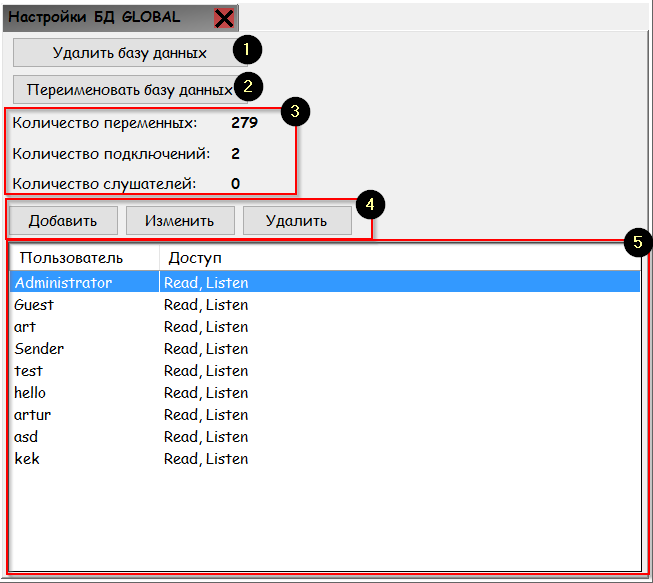 Настройки БД GLOBAL
Удалить базу данных 1
Переименовать базу данных 2
3
Количество переменных: 279
Количество подключений: 2
Количество слушателей: 0
4
Добавить Изменить Удалить
5
Пользователь Доступ
Administrator Read, Listen
Guest Read, Listen
art Read, Listen
Sender Read, Listen
test Read, Listen
hello Read, Listen
artur Read, Listen
asd Read, Listen
kek Read, Listen